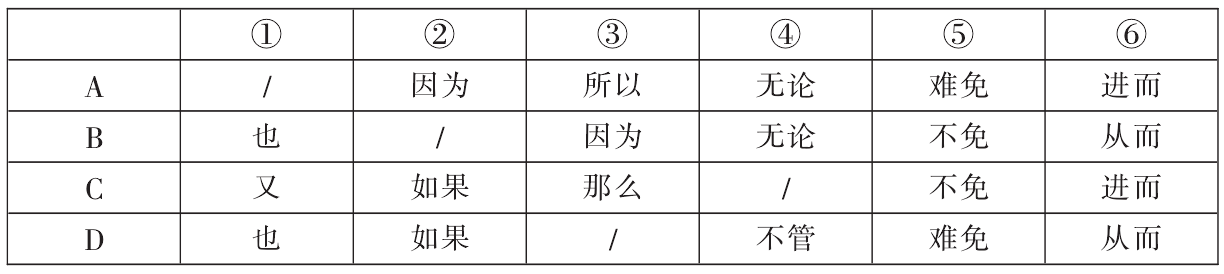 ① ② ③ ④ ⑤ ⑥
A / 因为 所以 无论 难免 进而
B 也 / 因为 无论 不免 从而
C 又 如果 那么 / 不免 进而
D 也 如果 / 不管 难免 从而